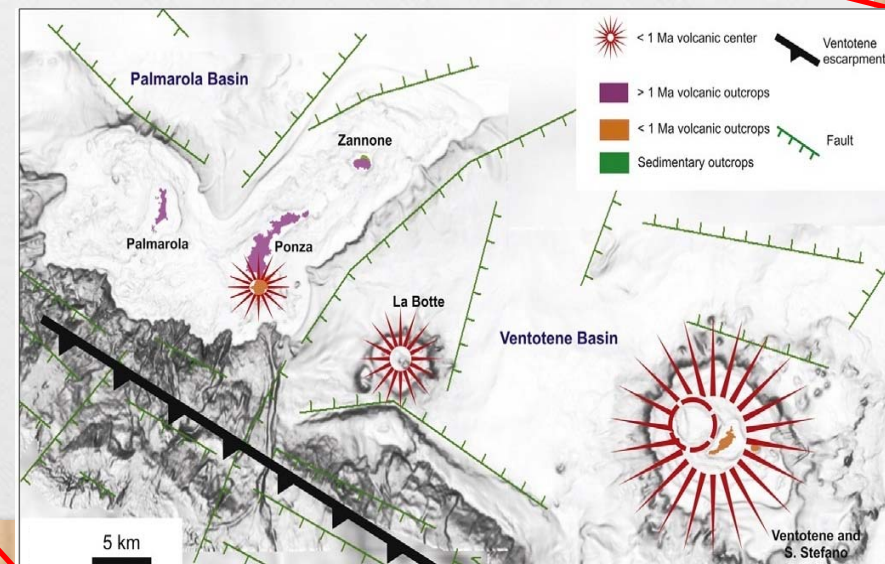 < 1 Ma volcanic center
Ventotene
escarpment
> 1 Ma volcanic outcrops
< 1 Ma volcanic outcrops
Fault
Sedimentary outcrops
Palmarola Basin
Zannone
Palmarola
Ponza
La Botte
Ventotene Basin
Ventotene and
S. Stefano
5 km